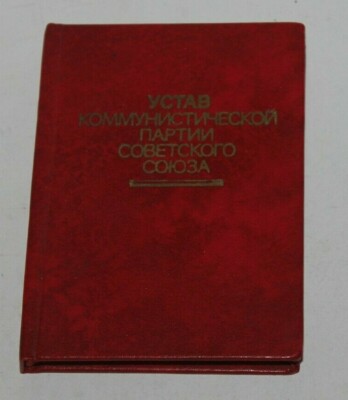 УСТАВ
КОММУНИСТИЧЕСКОЙ
ПАРТИИ
СОВЕТСКОГО
СОЮЗА